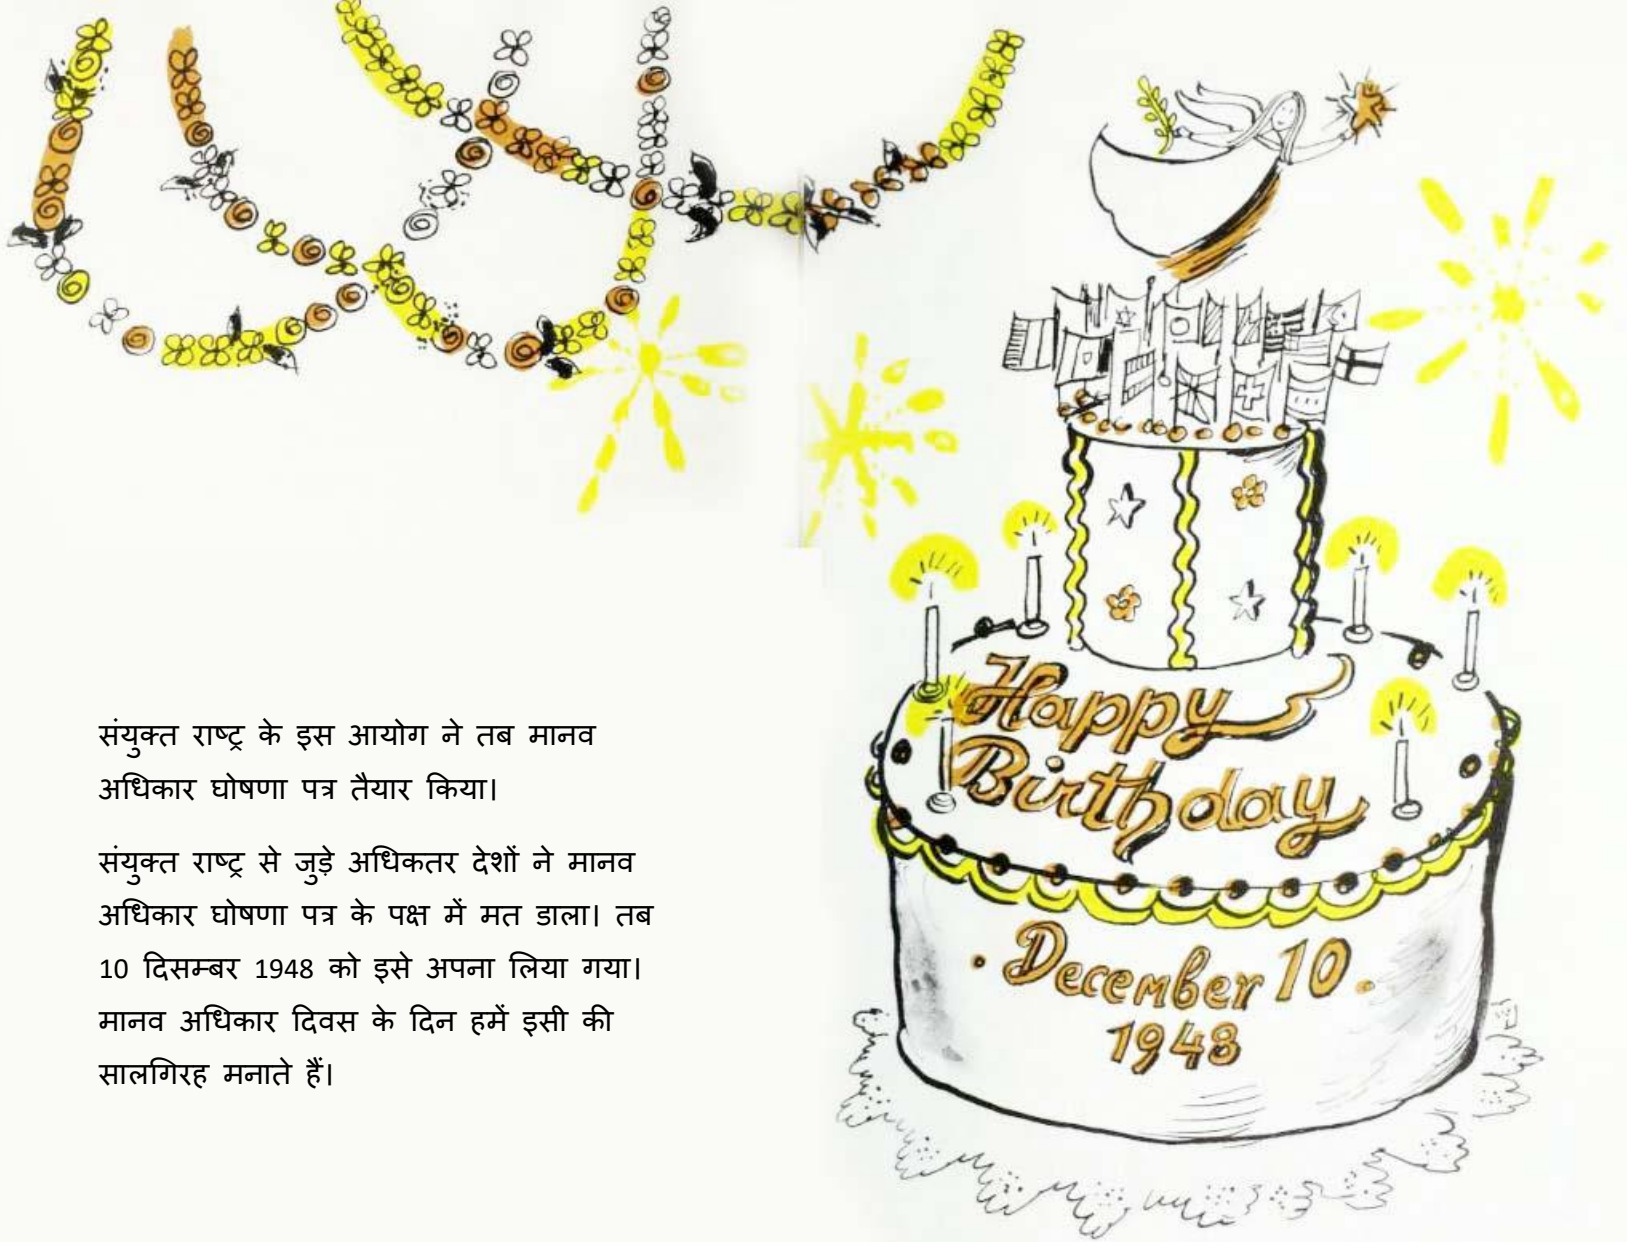 संयुक्त राष्ट्र के इस आयोग ने तब मानव
अधिकार घोषणा पत्र तैयार किया।
संयुक्त राष्ट्र से जुड़े अधिकतर देशों ने मानव
अधिकार घोषणा पत्र के पक्ष में मत डाला। तब
10 दिसम्बर 1948 को इसे अपना लिया गया।
मानव अधिकार दिवस के दिन हमें इसी की
सालगिरह मनाते हैं।
Happy
Birthday
December 10
1948